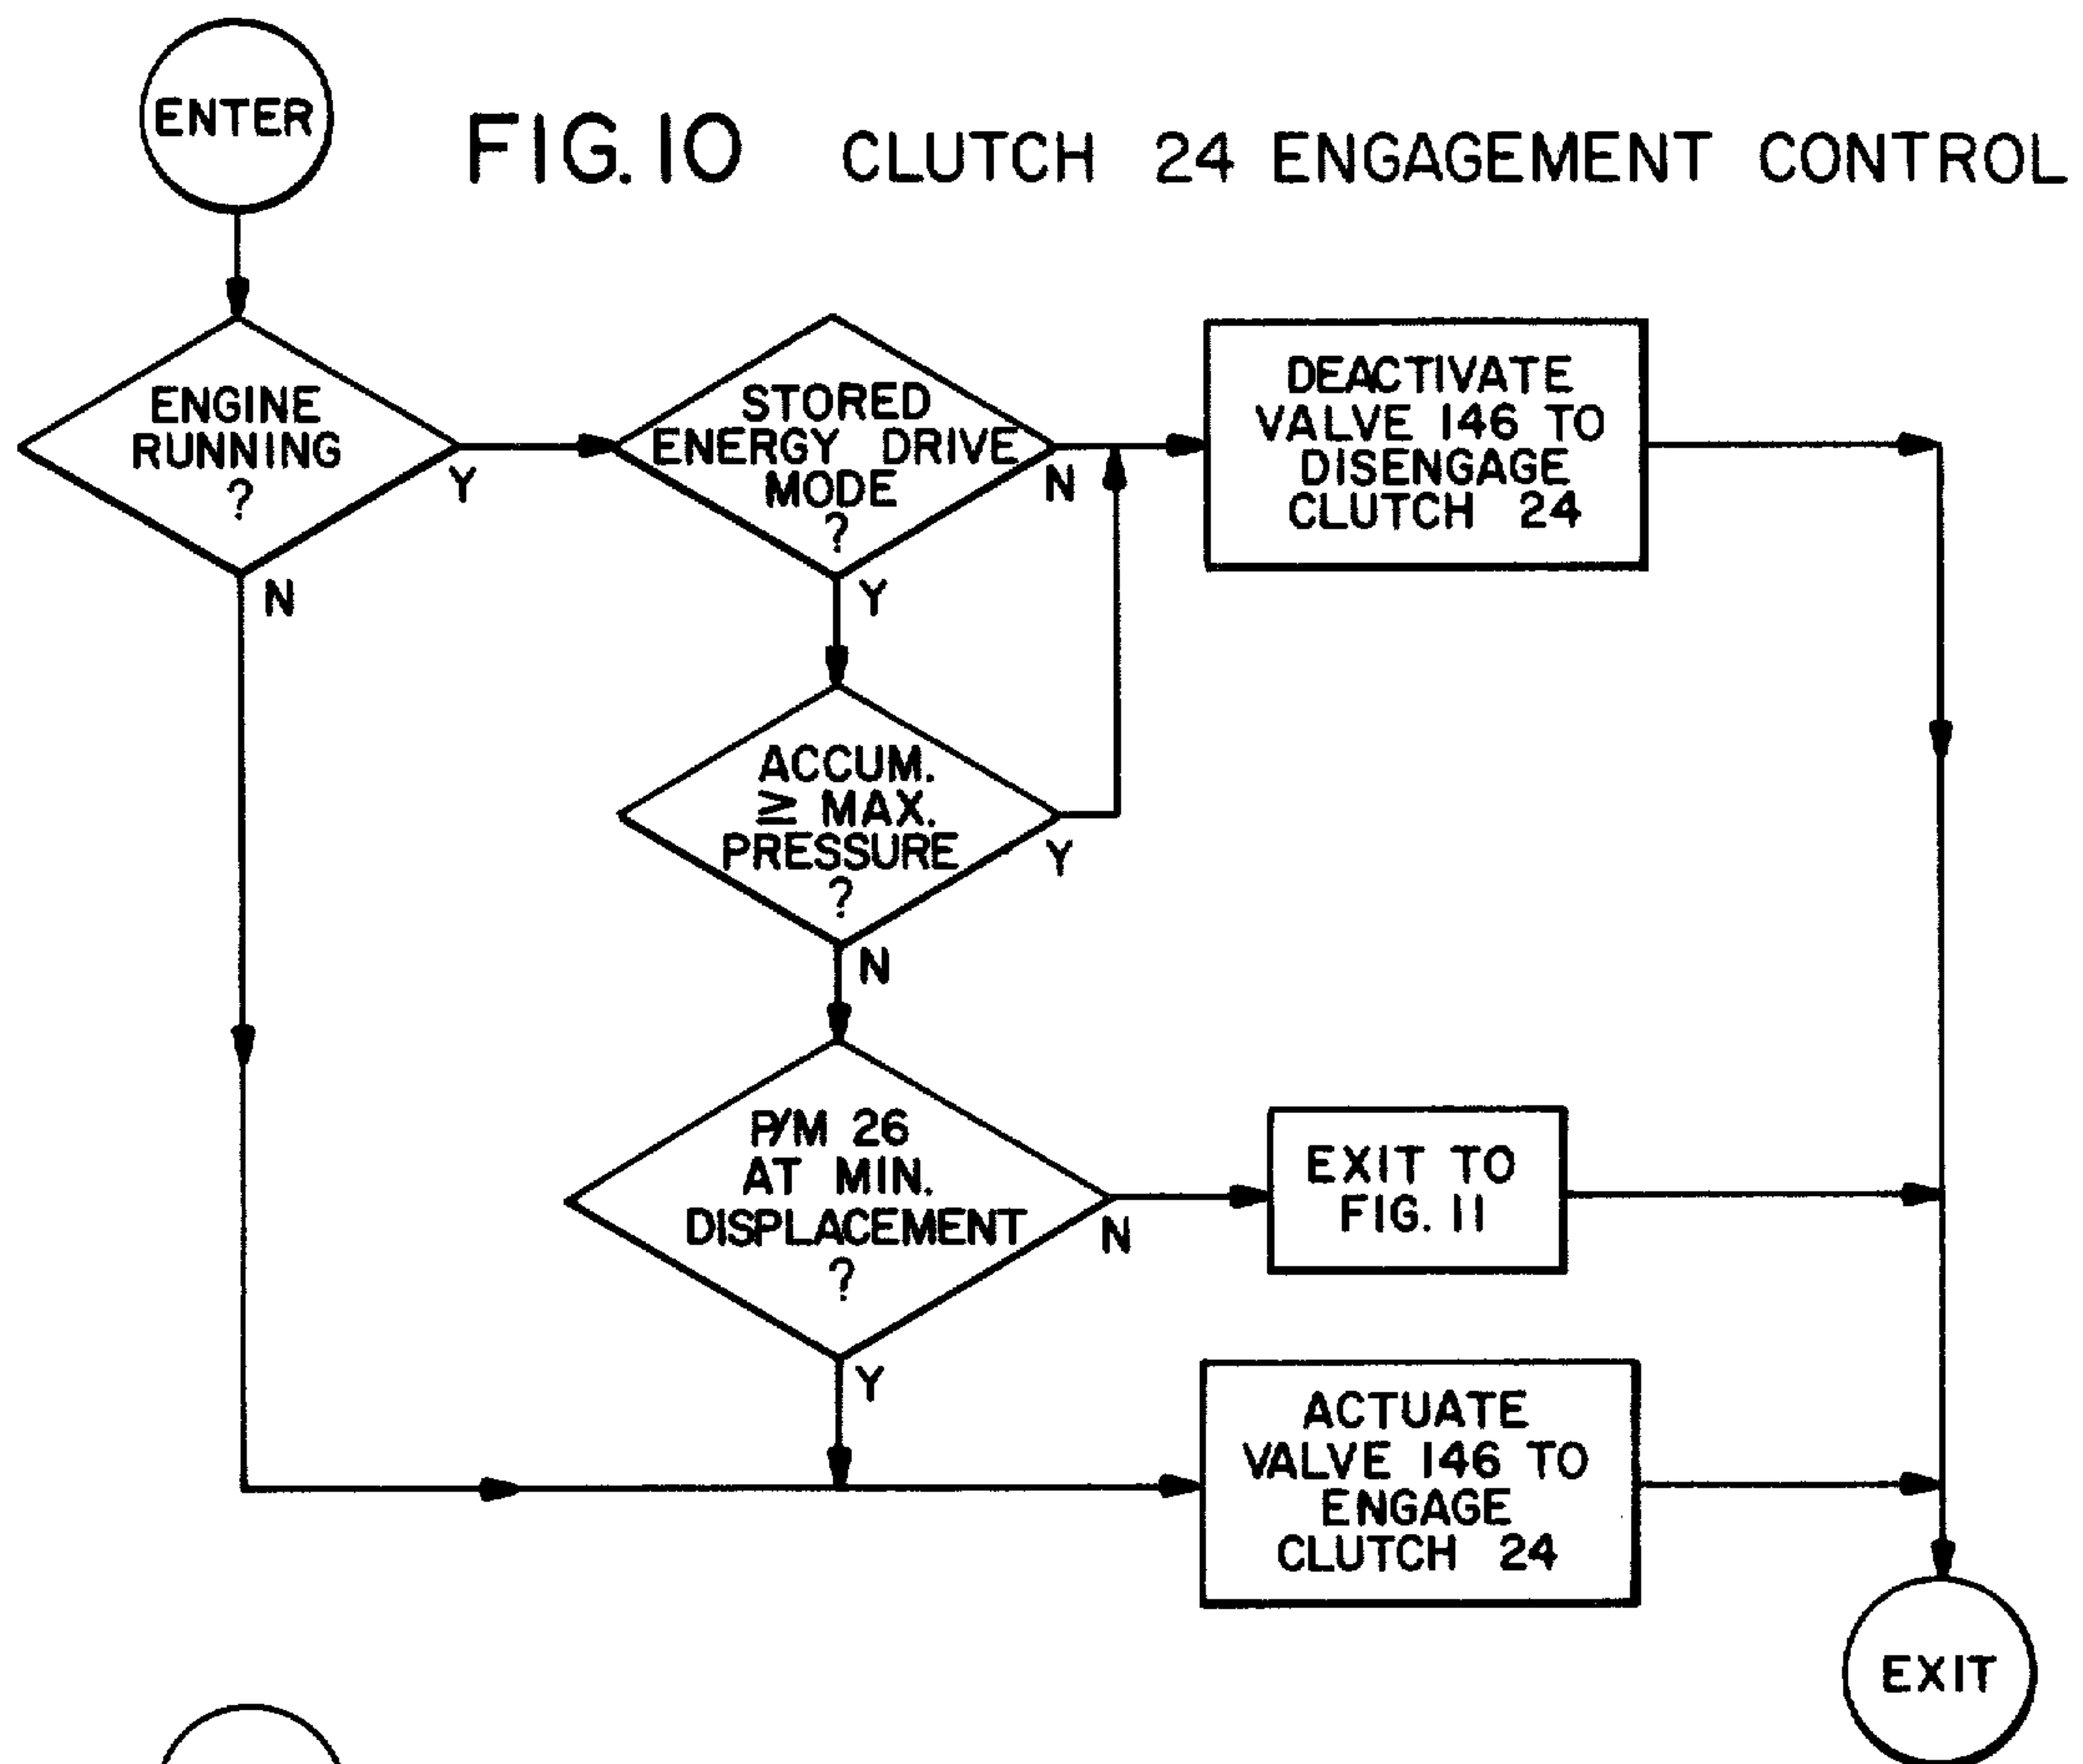 ENTER
FIG. 10 CLUTCH 24 ENGAGEMENT CONTROL
ENGINE
RUNNING
?
Y
N
STORED
ENERGY DRIVE
MODE
?
N
Y
DEACTIVATE
VALVE 146 TO
DISENGAGE
CLUTCH 24
ACCUM.
≥ MAX.
PRESSURE
?
Y
N
P/M 26
AT MIN.
DISPLACEMENT
?
N
Y
EXIT TO
FIG. 11
ACTUATE
VALVE 146 TO
ENGAGE
CLUTCH 24
EXIT